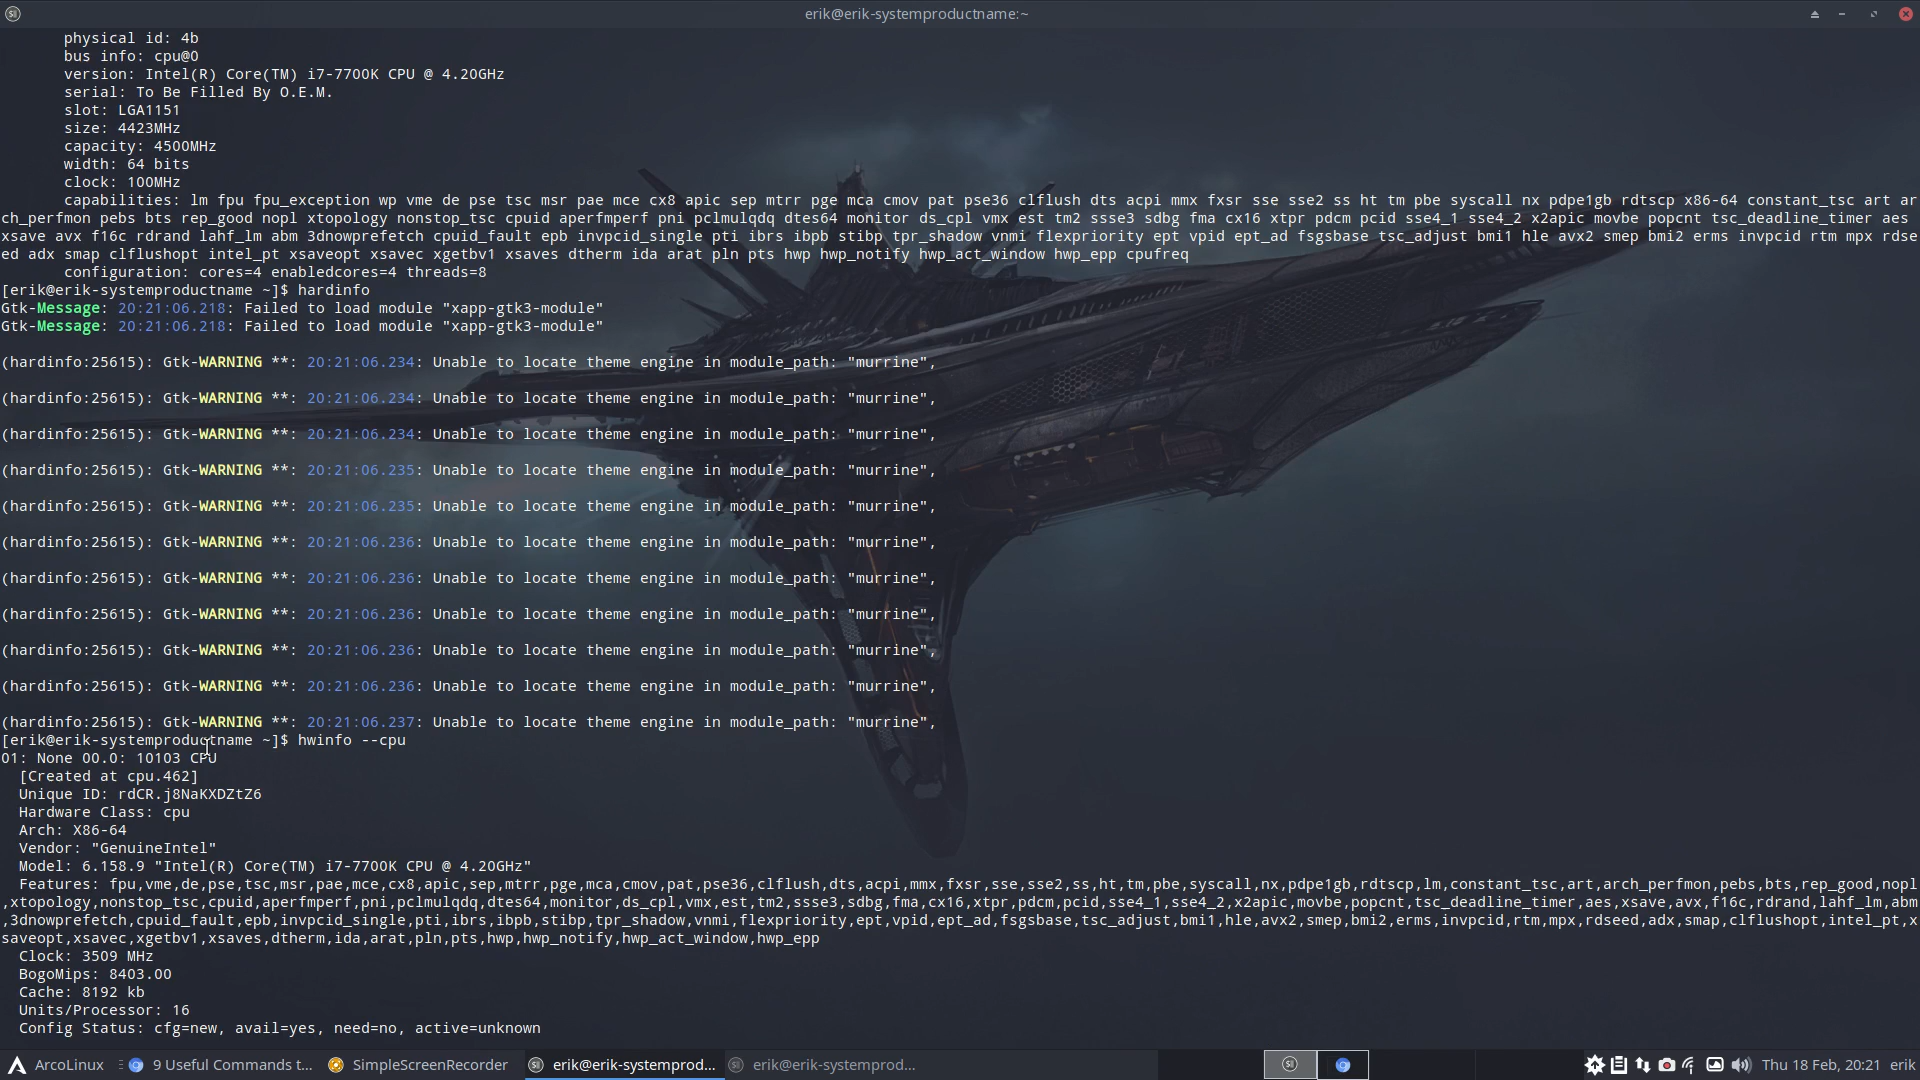 erik@erik-systemproductname:~
physical id: 4b
bus info: cpu@0
version: Intel(R) Core(TM) i7-7700K CPU @ 4.20GHz
serial: To Be Filled By O.E.M.
slot: LGA1151
size: 4423MHz
capacity: 4500MHz
width: 64 bits
clock: 100MHz
capabilities: lm fpu fpu_exception wp vme de pse tsc msr pae mce cx8 apic sep mtrr pge mca cmov pat pse36 clflush dts acpi mmx fxsr sse sse2 ss ht tm pbe syscall nx pdpe1gb rdtscp x86-64 constant_tsc art ar
ch_perfmon pebs bts rep_good nopl xtopology nonstop_tsc cpuid aperfmperf pni pclmulqdq dtes64 monitor ds_cpl vmx est tm2 ssse3 sdbg fma cx16 xtpr pdcm pcid sse4_1 sse4_2 x2apic movbe popcnt tsc_deadline_timer aes
xsave avx f16c rdrand lahf_lm abm 3dnowprefetch cpuid_fault epb invpcid_single pti ibrs ibpb stibp tpr_shadow vnmi flexpriority ept vpid ept_ad fsgsbase tsc_adjust bmi1 hle avx2 smep bmi2 erms invpcid rtm mpx rdse
ed adx smap clflushopt intel_pt xsaveopt xsavec xgetbv1 xsaves dtherm ida arat pln pts hwp hwp_notify hwp_act_window hwp_epp cpufreq
configuration: cores=4 enabledcores=4 threads=8
[erik@erik-systemproductname ~]$ hardinfo
Gtk-Message: 20:21:06.218: Failed to load module "xapp-gtk3-module"
Gtk-Message: 20:21:06.218: Failed to load module "xapp-gtk3-module"
(hardinfo:25615): Gtk-WARNING **: 20:21:06.234: Unable to locate theme engine in module_path: "murrine",
(hardinfo:25615): Gtk-WARNING **: 20:21:06.234: Unable to locate theme engine in module_path: "murrine",
(hardinfo:25615): Gtk-WARNING **: 20:21:06.234: Unable to locate theme engine in module_path: "murrine",
(hardinfo:25615): Gtk-WARNING **: 20:21:06.235: Unable to locate theme engine in module_path: "murrine",
(hardinfo:25615): Gtk-WARNING **: 20:21:06.235: Unable to locate theme engine in module_path: "murrine",
(hardinfo:25615): Gtk-WARNING **: 20:21:06.236: Unable to locate theme engine in module_path: "murrine",
(hardinfo:25615): Gtk-WARNING **: 20:21:06.236: Unable to locate theme engine in module_path: "murrine",
(hardinfo:25615): Gtk-WARNING **: 20:21:06.236: Unable to locate theme engine in module_path: "murrine",
(hardinfo:25615): Gtk-WARNING **: 20:21:06.236: Unable to locate theme engine in module_path: "murrine",
(hardinfo:25615): Gtk-WARNING **: 20:21:06.236: Unable to locate theme engine in module_path: "murrine",
(hardinfo:25615): Gtk-WARNING **: 20:21:06.237: Unable to locate theme engine in module_path: "murrine",
[erik@erik-systemproductname ~]$ hwinfo --cpu
01: None 00.0: 10103 CPU
[Created at cpu.462]
Unique ID: rdCR.j8NaKXDZtZ6
Hardware Class: cpu
Arch: X86-64
Vendor: "GenuineIntel"
Model: 6.158.9 "Intel(R) Core(TM) i7-7700K CPU @ 4.20GHz"
Features: fpu,vme,de,pse,tsc,msr,pae,mce,cx8,apic,sep,mtrr,pge,mca,cmov,pat,pse36,clflush,dts,acpi,mmx,fxsr,sse,sse2,ss,ht,tm,pbe,syscall,nx,pdpe1gb,rdtscp,lm,constant_tsc,art,arch_perfmon,pebs,bts,rep_good,nopl
,xtopology,nonstop_tsc,cpuid,aperfmperf,pni,pclmulqdq,dtes64,monitor,ds_cpl,vmx,est,tm2,ssse3,sdbg,fma,cx16,xtpr,pdcm,pcid,sse4_1,sse4_2,x2apic,movbe,popcnt,tsc_deadline_timer,aes,xsave,avx,f16c,rdrand,lahf_lm,abm
,3dnowprefetch,cpuid_fault,epb,invpcid_single,pti,ibrs,ibpb,stibp,tpr_shadow,vnmi,flexpriority,ept,vpid,ept_ad,fsgsbase,tsc_adjust,bmi1,hle,avx2,smep,bmi2,erms,invpcid,rtm,mpx,rdseed,adx,smap,clflushopt,intel_pt,x
saveopt,xsavec,xgetbv1,xsaves,dtherm,ida,arat,pln,pts,hwp,hwp_notify,hwp_act_window,hwp_epp
Clock: 3509 MHz
BogoMips: 8403.00
Cache: 8192 kb
Units/Processor: 16
Config Status: cfg=new, avail=yes, need=no, active=unknown
ArcoLinux 9 Useful Commands t... SimpleScreenRecorder erik@erik-systemprod... erik@erik-systemprod... Thu 18 Feb, 20:21 erik